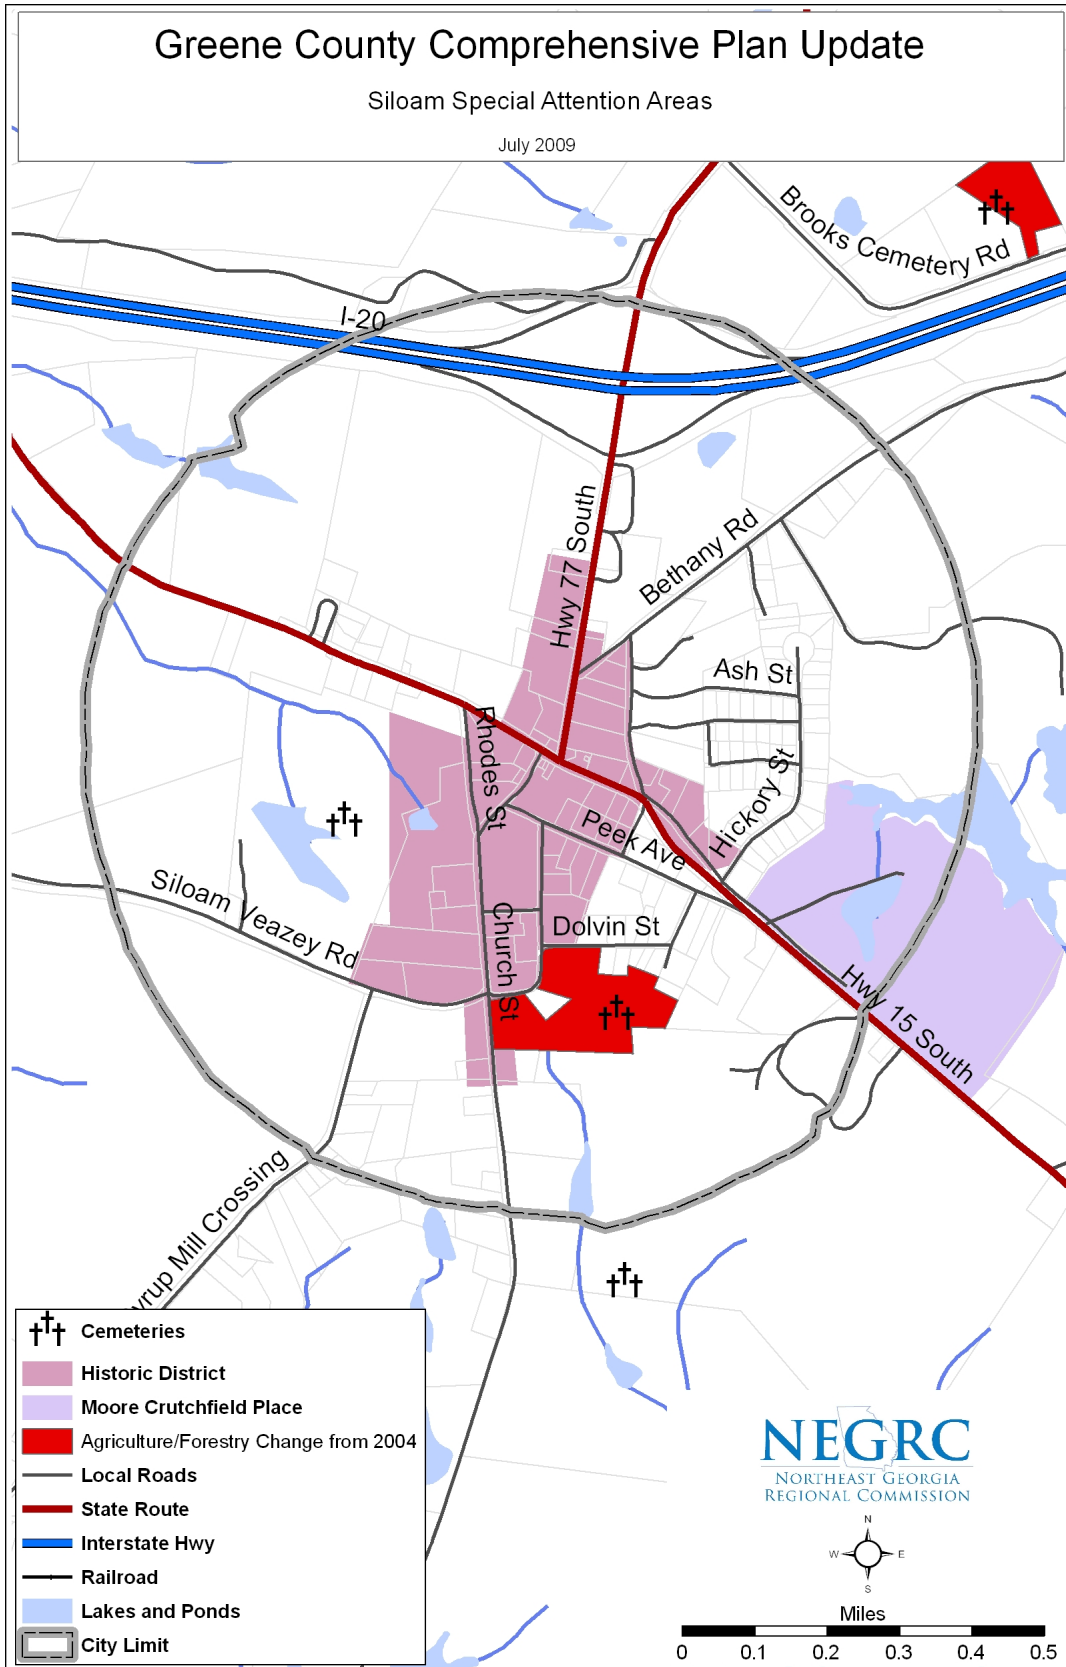 Greene County Comprehensive Plan Update
Siloam Special Attention Areas
July 2009
Brooks Cemetery Rd
I-20
Hwy 77 South
Bethany Rd
Ash St
Rhodes St
Hickory St
Peek Ave
Siloam Veazey Rd
Church St
Dolvin St
Hwy 15 South
yrup Mill Crossing
Cemeteries
Historic District
Moore Crutchfield Place
Agriculture/Forestry Change from 2004
Local Roads
State Route
Interstate Hwy
Railroad
Lakes and Ponds
City Limit
NEGRC
NORTHEAST GEORGIA
REGIONAL COMMISSION
N
W E
S
Miles
0 0.1 0.2 0.3 0.4 0.5